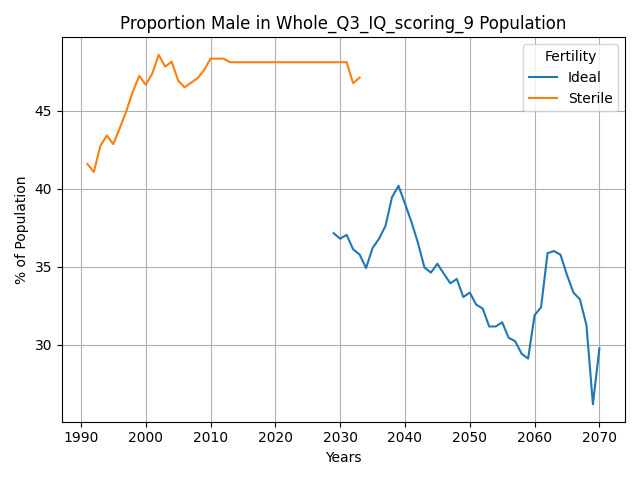 Proportion Male in Whole_Q3_IQ_scoring_9 Population
Fertility
Ideal
Sterile
% of Population
45
40
35
30
1990 2000 2010 2020 2030 2040 2050 2060 2070
Years